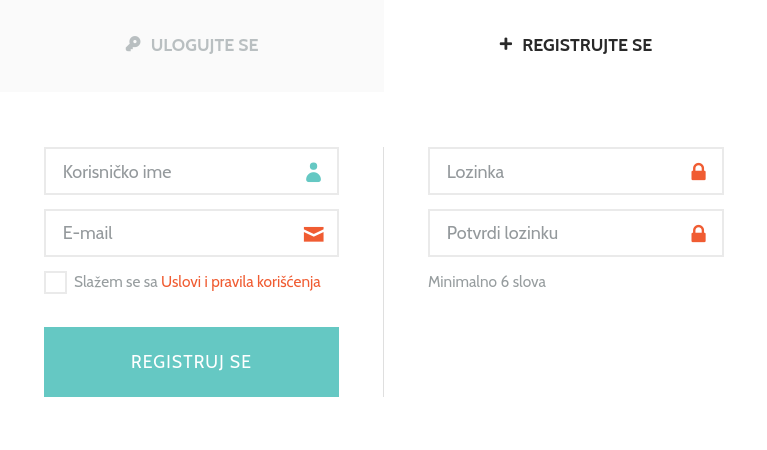 ULOGUJTE SE
REGISTRUJTE SE
Korisničko ime
E-mail
Slažem se sa Uslovi i pravila korišćenja
REGISTRUJ SE
Lozinka
Potvrdi lozinku
Minimalno 6 slova